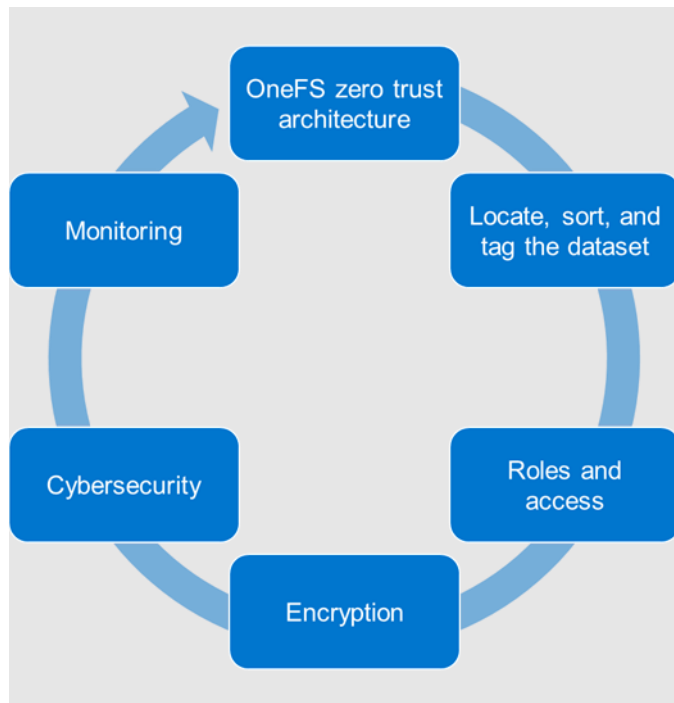 OneFS zero trust
architecture
Locate, sort, and
tag the dataset
Roles and
access
Encryption
Cybersecurity
Monitoring